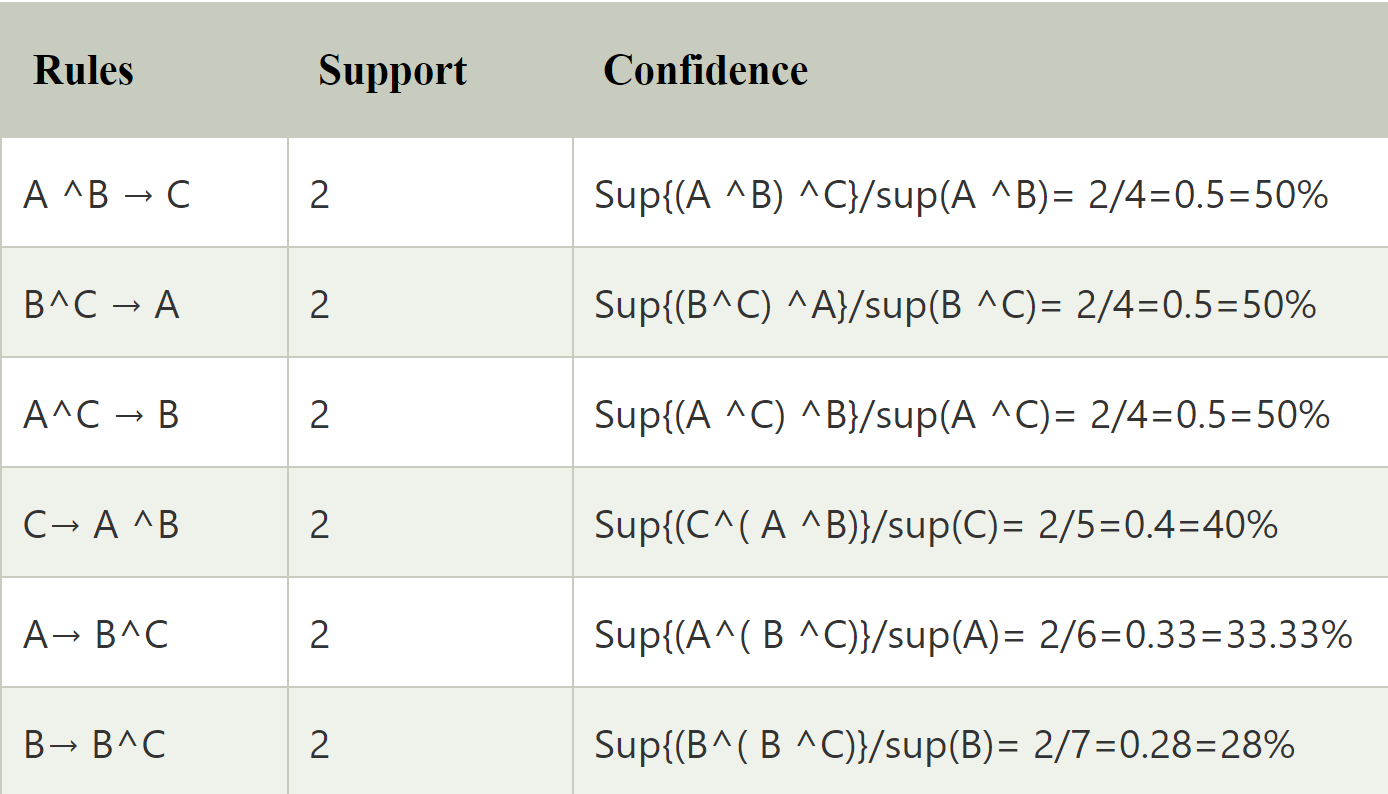 Rules Support Confidence
A ^B → C 2 Sup{(A ^B) ^C}/sup(A ^B)= 2/4=0.5=50%
B^C → A 2 Sup{(B^C) ^A}/sup(B ^C)= 2/4=0.5=50%
A^C → B 2 Sup{(A ^C) ^B}/sup(A ^C)= 2/4=0.5=50%
C→ A ^B 2 Sup{(C^( A ^B)}/sup(C)= 2/5=0.4=40%
A→ B^C 2 Sup{(A^( B ^C)}/sup(A)= 2/6=0.33=33.33%
B→ B^C 2 Sup{(B^( B ^C)}/sup(B)= 2/7=0.28=28%